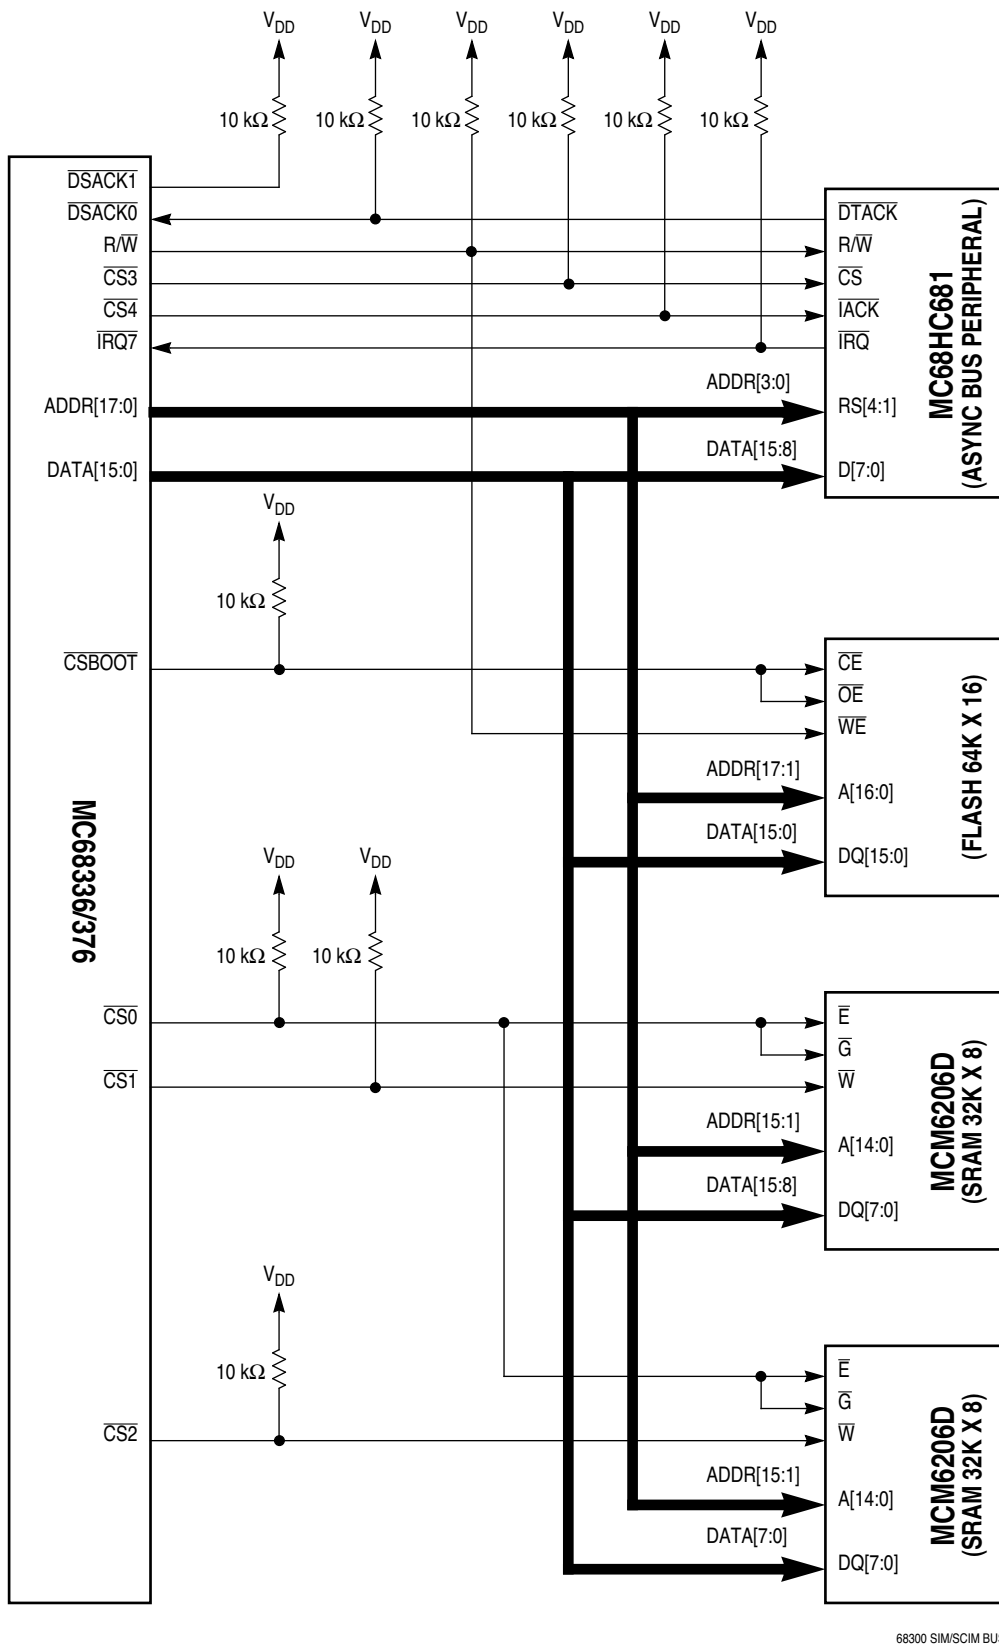 VDD VDD VDD VDD VDD VDD
10 kΩ 10 kΩ 10 kΩ 10 kΩ 10 kΩ 10 kΩ
DSACK1
DSACK0 DTACK
R/W R/W
CS3 CS
CS4 IACK
IRQ7 IRQ
ADDR[3:0]
ADDR[17:0] RS[4:1]
DATA[15:8]
DATA[15:0] D[7:0]
MC68HC681
(ASYNC BUS PERIPHERAL)
VDD
10 kΩ
CSBOOT CE
OE
WE
ADDR[17:1]
A[16:0]
DATA[15:0]
DQ[15:0]
(FLASH 64K X 16)
MC68336/376
VDD VDD
10 kΩ 10 kΩ
CS0 E
G
CS1 W
ADDR[15:1]
A[14:0]
DATA[15:8]
DQ[7:0]
MCM6206D
(SRAM 32K X 8)
VDD
10 kΩ
E
G
CS2 W
ADDR[15:1]
A[14:0]
DATA[7:0]
DQ[7:0]
MCM6206D
(SRAM 32K X 8)
68300 SIM/SCIM